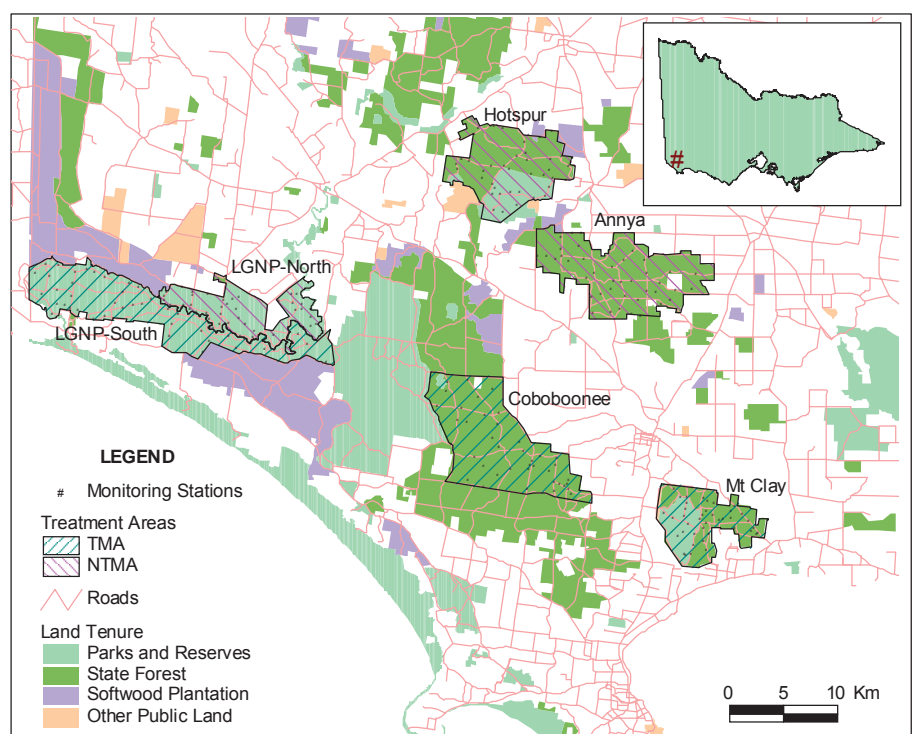 Hotspur
Annya
LGNP-North
LGNP-South
Coboboonee
Mt Clay
LEGEND
# Monitoring Stations
Treatment Areas
TMA
NTMA
Roads
Land Tenure
Parks and Reserves
State Forest
Softwood Plantation
Other Public Land
0 5 10 Km
#